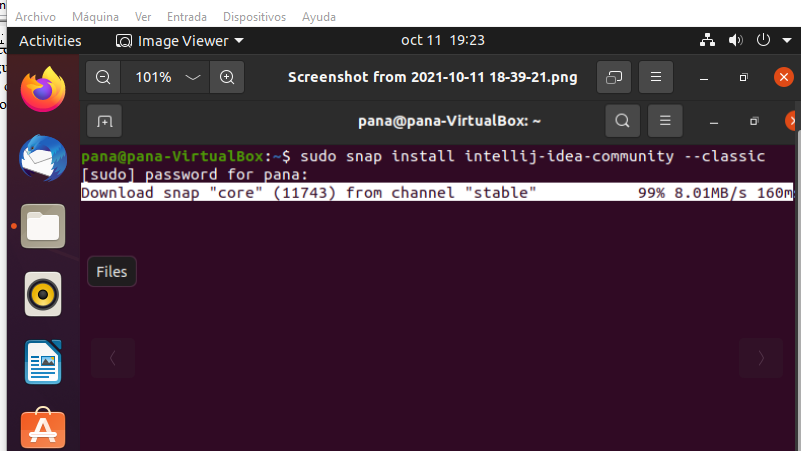 Archivo Máquina Ver Entrada Dispositivos Ayuda
Activities Image Viewer oct 11 19:23
101% Screenshot from 2021-10-11 18-39-21.png
pana@pana-VirtualBox: ~
pana@pana-VirtualBox:~$ sudo snap install intellij-idea-community --classic
[sudo] password for pana:
Download snap "core" (11743) from channel "stable" 99% 8.01MB/s 160m
Files